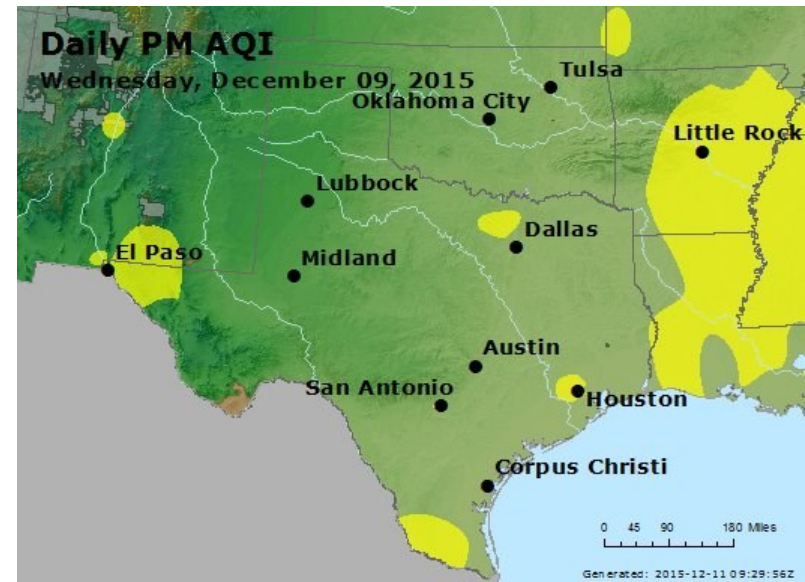 Daily PM AQI
Wednesday, December 09, 2015
Tulsa
Oklahoma City
Little Rock
Lubbock
Dallas
El Paso
Midland
Austin
San Antonio
Houston
Corpus Christi
0 45 90 180 Miles
Generated: 2015-12-11 09:29:56Z